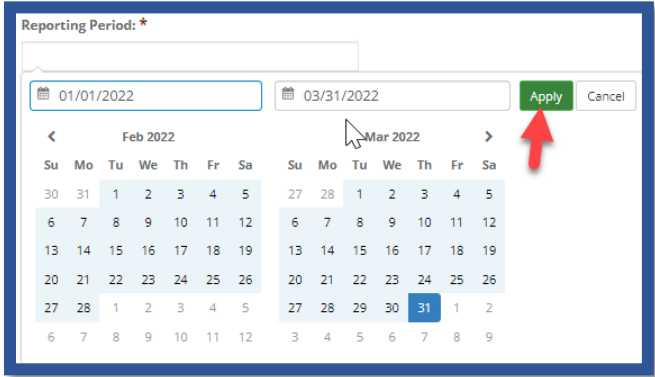 Reporting Period: *
01/01/2022 03/31/2022 Apply Cancel
Feb 2022 Mar 2022
Su Mo Tu We Th Fr Sa Su Mo Tu We Th Fr Sa
30 31 1 2 3 4 5 27 28 1 2 3 4 5
6 7 8 9 10 11 12 6 7 8 9 10 11 12
13 14 15 16 17 18 19 13 14 15 16 17 18 19
20 21 22 23 24 25 26 20 21 22 23 24 25 26
27 28 1 2 3 4 5 27 28 29 30 31 1 2
6 7 8 9 10 11 12 3 4 5 6 7 8 9